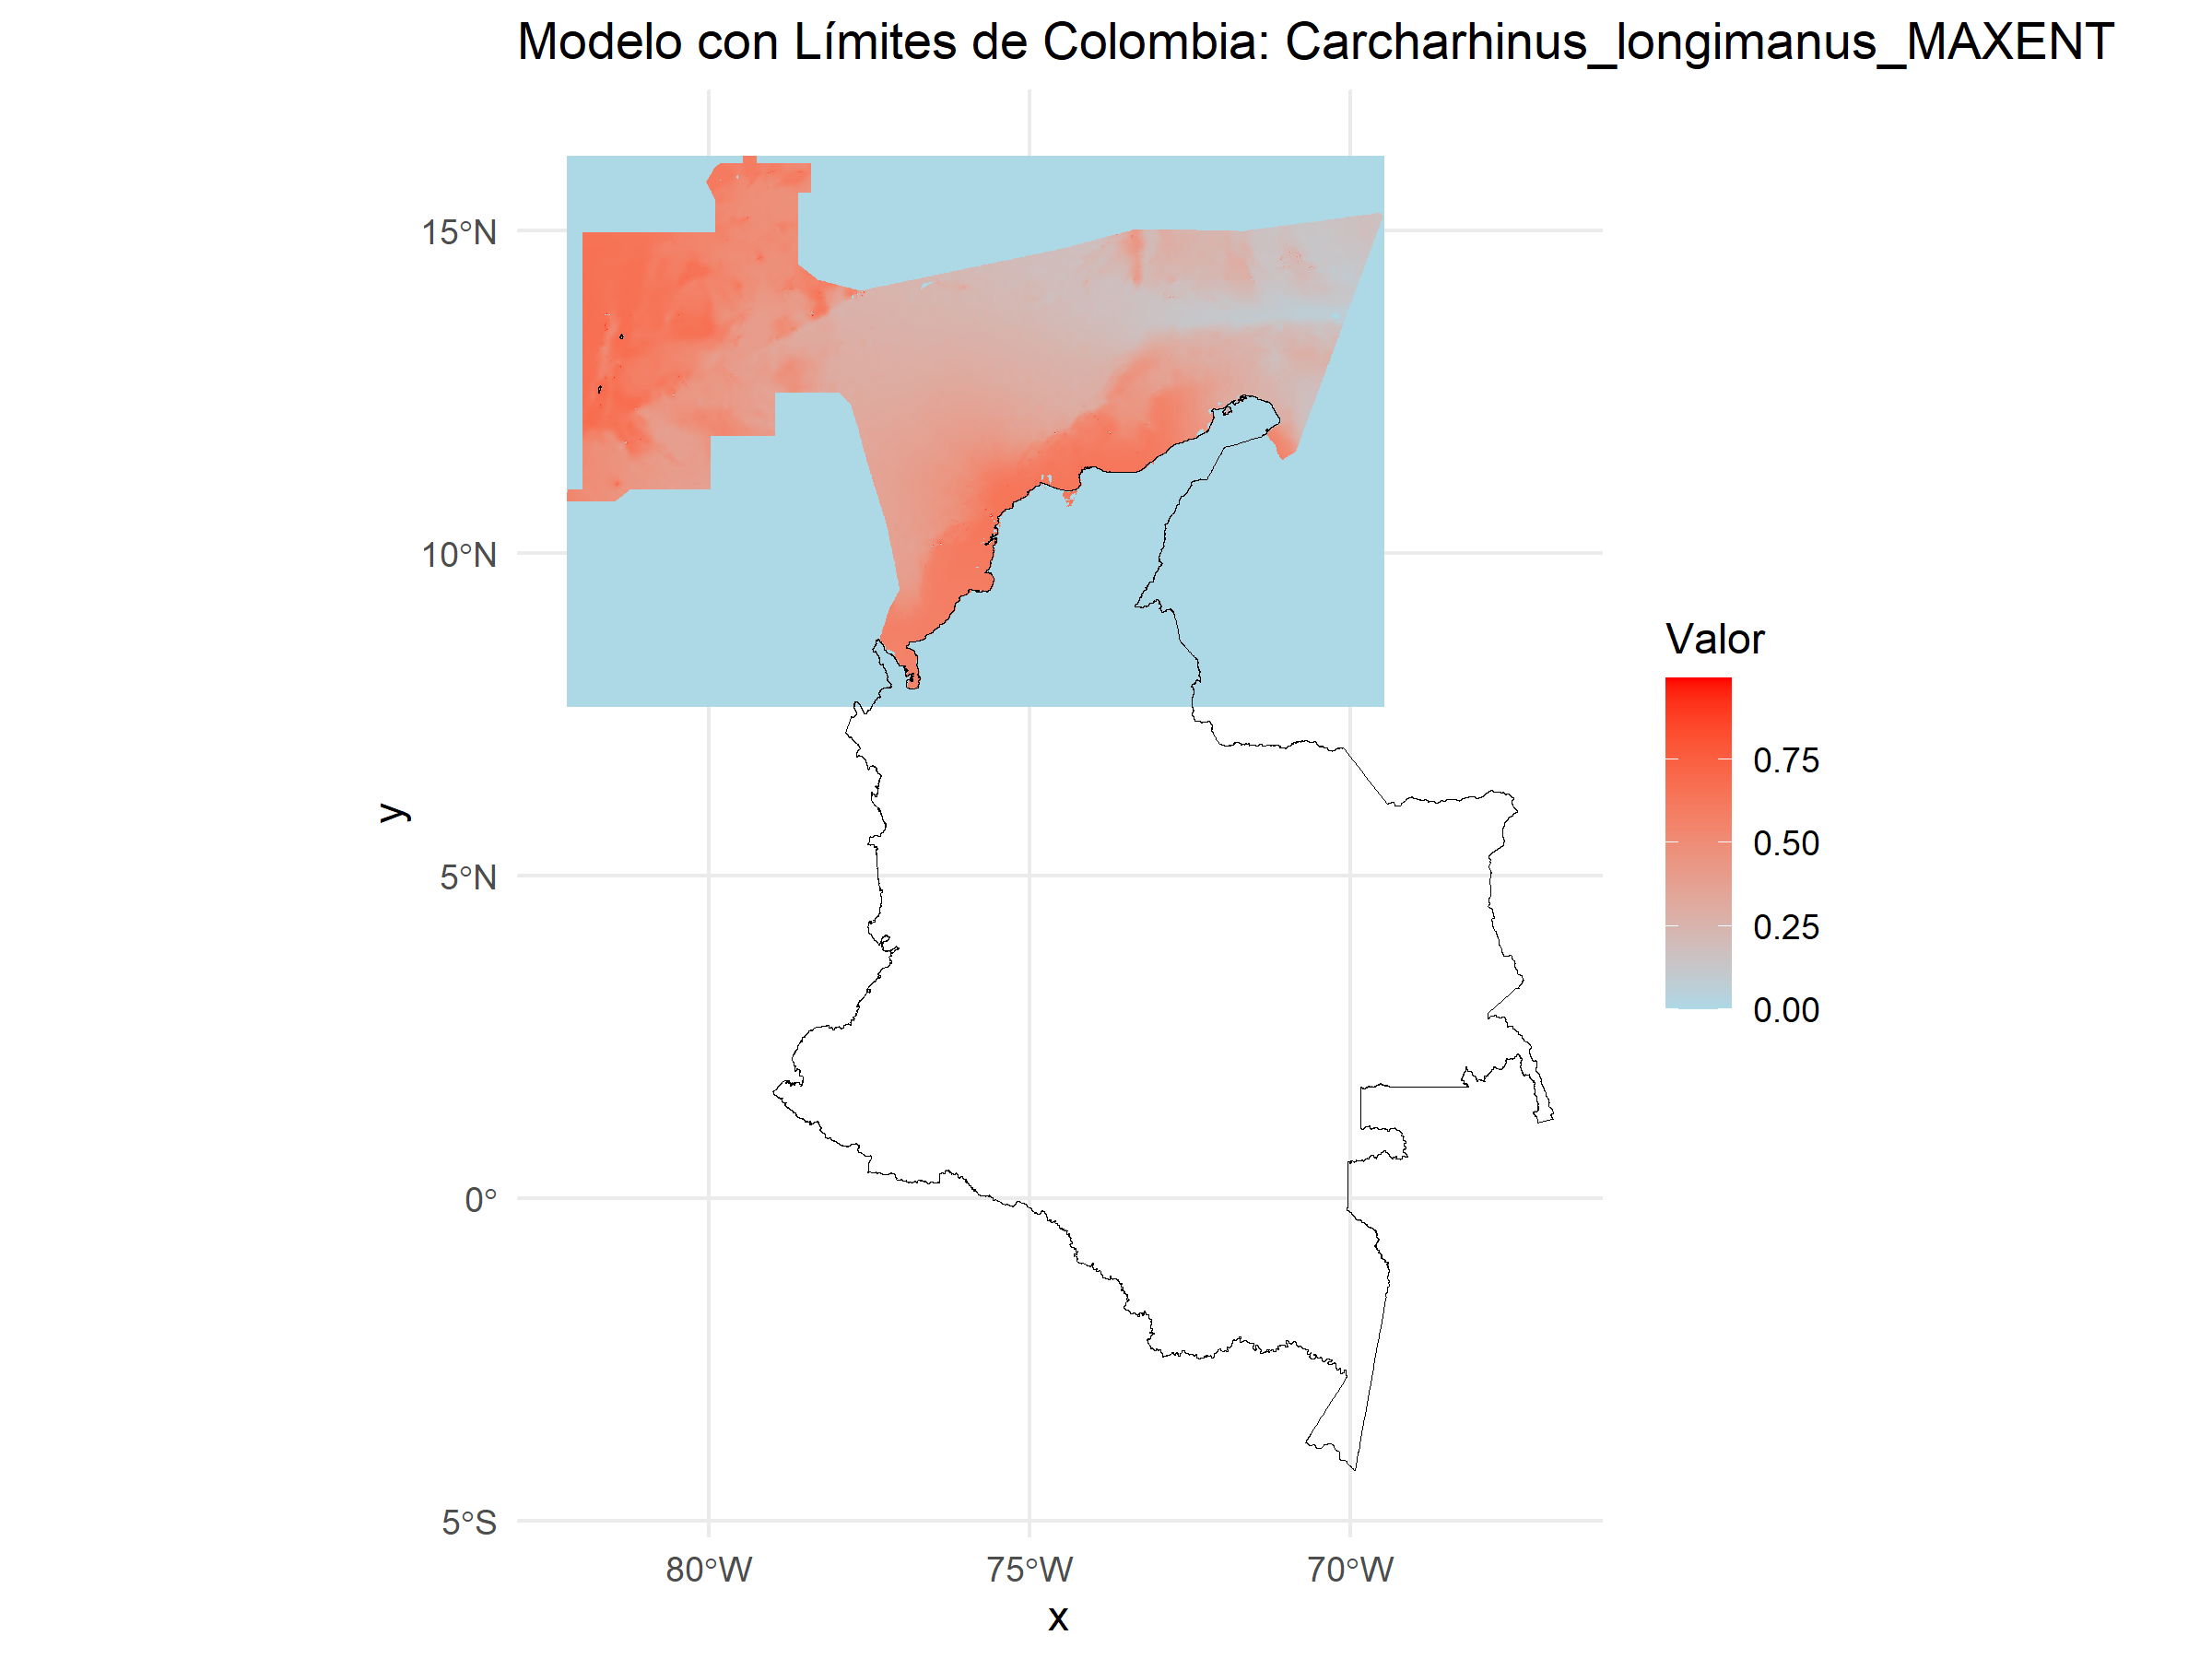 Modelo con Límites de Colombia: Carcharhinus_longimanus_MAXENT
15°N
10°N
5°N
0°
5°S
y
80°W 75°W 70°W
x
Valor
0.75
0.50
0.25
0.00